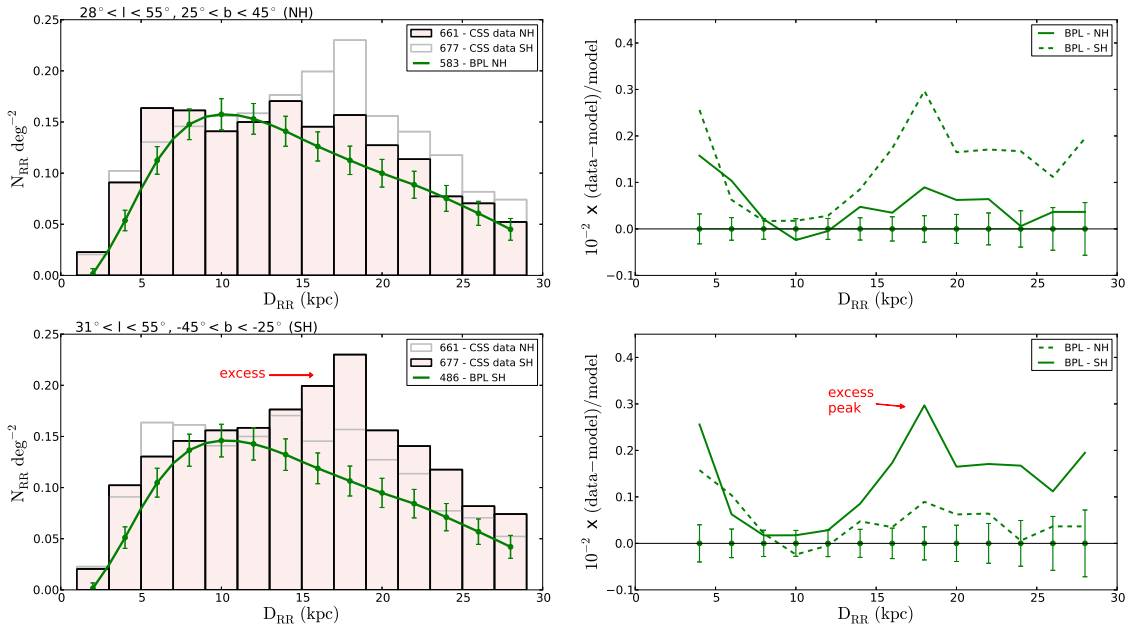 28°< l < 55°, 25°< b < 45° (NH)
0.25
0.20
0.15
0.10
0.05
0.00
N_RR deg^−2
661 - CSS data NH
677 - CSS data SH
583 - BPL NH
0 5 10 15 20 25 30
D_RR (kpc)
0.4
0.3
0.2
0.1
0.0
−0.1
10^−2 x (data−model)/model
BPL - NH
BPL - SH
0 5 10 15 20 25 30
D_RR (kpc)
31°< l < 55°, -45°< b < -25° (SH)
0.25
0.20
0.15
0.10
0.05
0.00
N_RR deg^−2
excess
661 - CSS data NH
677 - CSS data SH
486 - BPL SH
0 5 10 15 20 25 30
D_RR (kpc)
0.4
0.3
0.2
0.1
0.0
−0.1
10^−2 x (data−model)/model
excess
peak
BPL - NH
BPL - SH
0 5 10 15 20 25 30
D_RR (kpc)